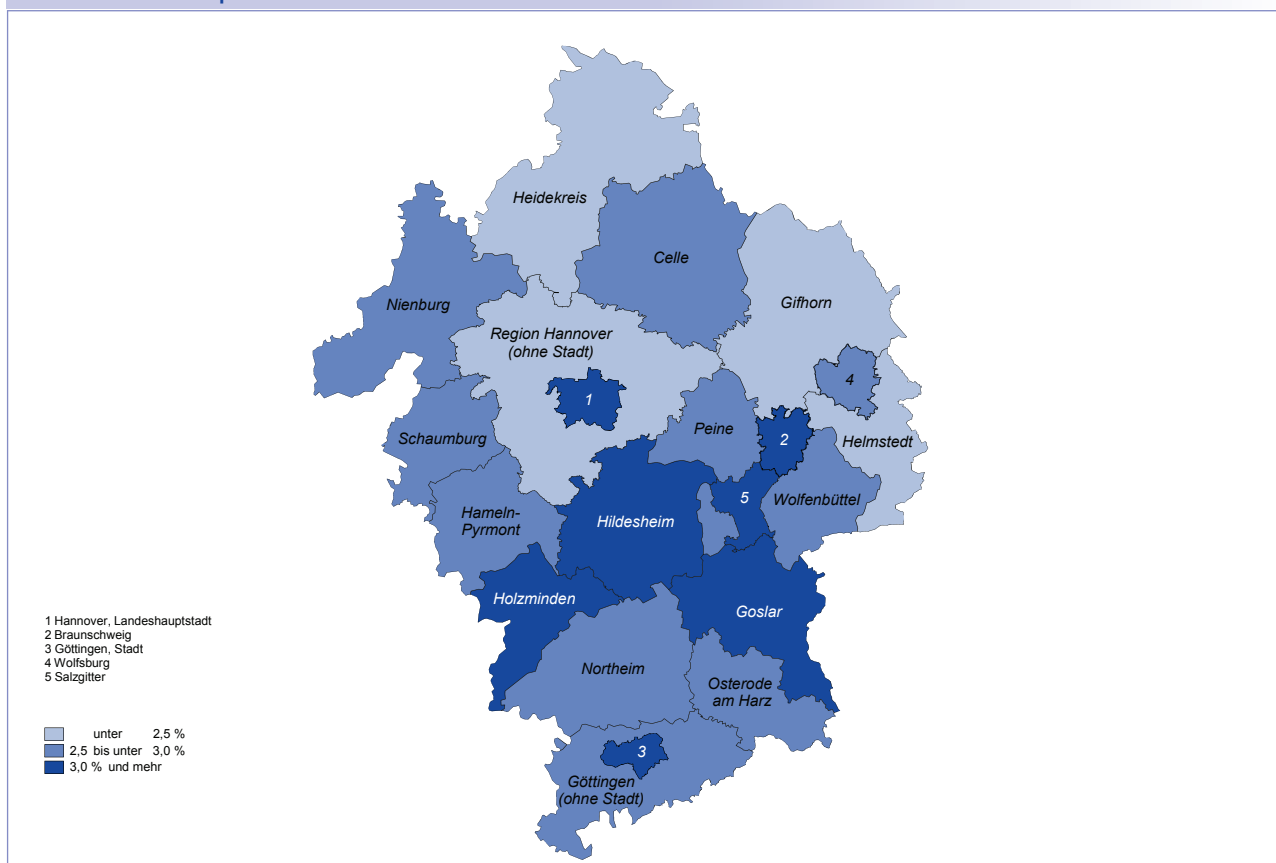 Heidekreis
Celle
Nienburg
Gifhorn
Region Hannover
(ohne Stadt)
4
1
Peine
2
Schaumburg
Helmstedt
5
Wolfenbüttel
Hameln-
Pyrmont
Hildesheim
Holzminden
Goslar
1 Hannover, Landeshauptstadt
2 Braunschweig
3 Göttingen, Stadt
4 Wolfsburg
5 Salzgitter
Northeim
Osterode
am Harz
unter 2,5 %
2,5 bis unter 3,0 %
3,0 % und mehr
3
Göttingen
(ohne Stadt)